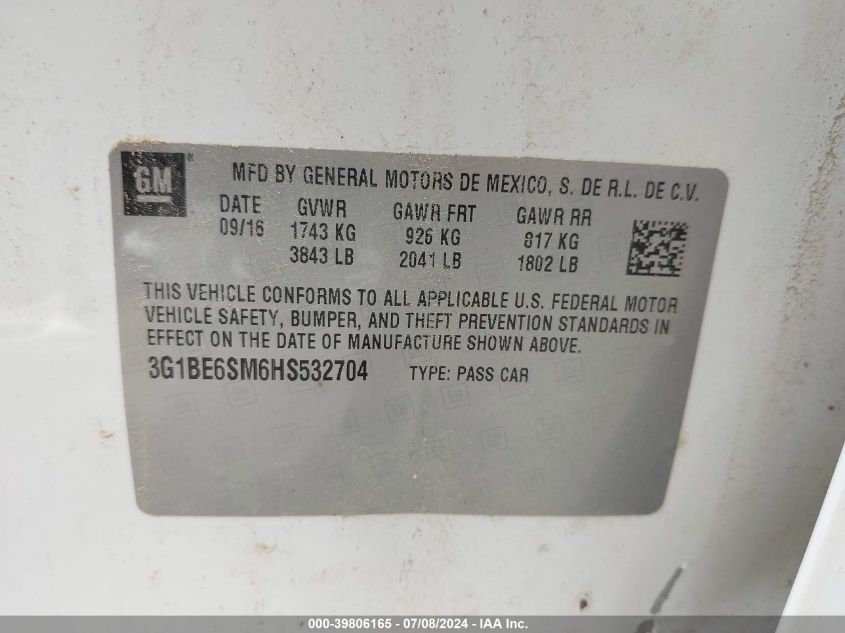 GM ®
MFD BY GENERAL MOTORS DE MEXICO, S. DE R.L. DE C.V.
DATE GVWR GAWR FRT GAWR RR
09/16 1743 KG 926 KG 817 KG
3843 LB 2041 LB 1802 LB
THIS VEHICLE CONFORMS TO ALL APPLICABLE U.S. FEDERAL MOTOR
VEHICLE SAFETY, BUMPER, AND THEFT PREVENTION STANDARDS IN
EFFECT ON THE DATE OF MANUFACTURE SHOWN ABOVE.
3G1BE6SM6HS532704 TYPE: PASS CAR
000-39806165 - 07/08/2024 - IAA Inc.